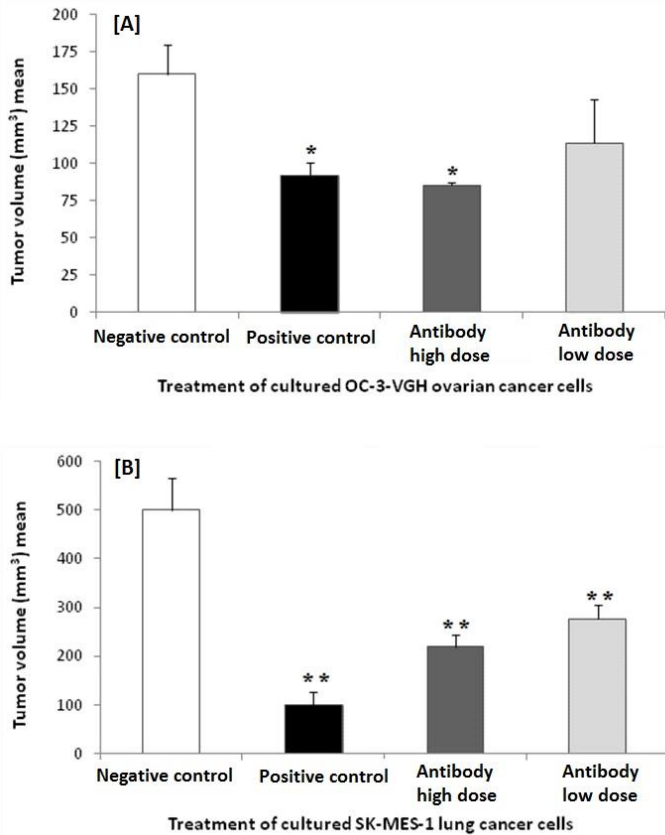 [A]
Tumor volume (mm³) mean
200
175
150
125
100
75
50
25
0
*
*
Negative control
Positive control
Antibody
high dose
Antibody
low dose
Treatment of cultured OC-3-VGH ovarian cancer cells
[B]
Tumor volume (mm³) mean
600
500
400
300
200
100
0
**
**
**
Negative control
Positive control
Antibody
high dose
Antibody
low dose
Treatment of cultured SK-MES-1 lung cancer cells